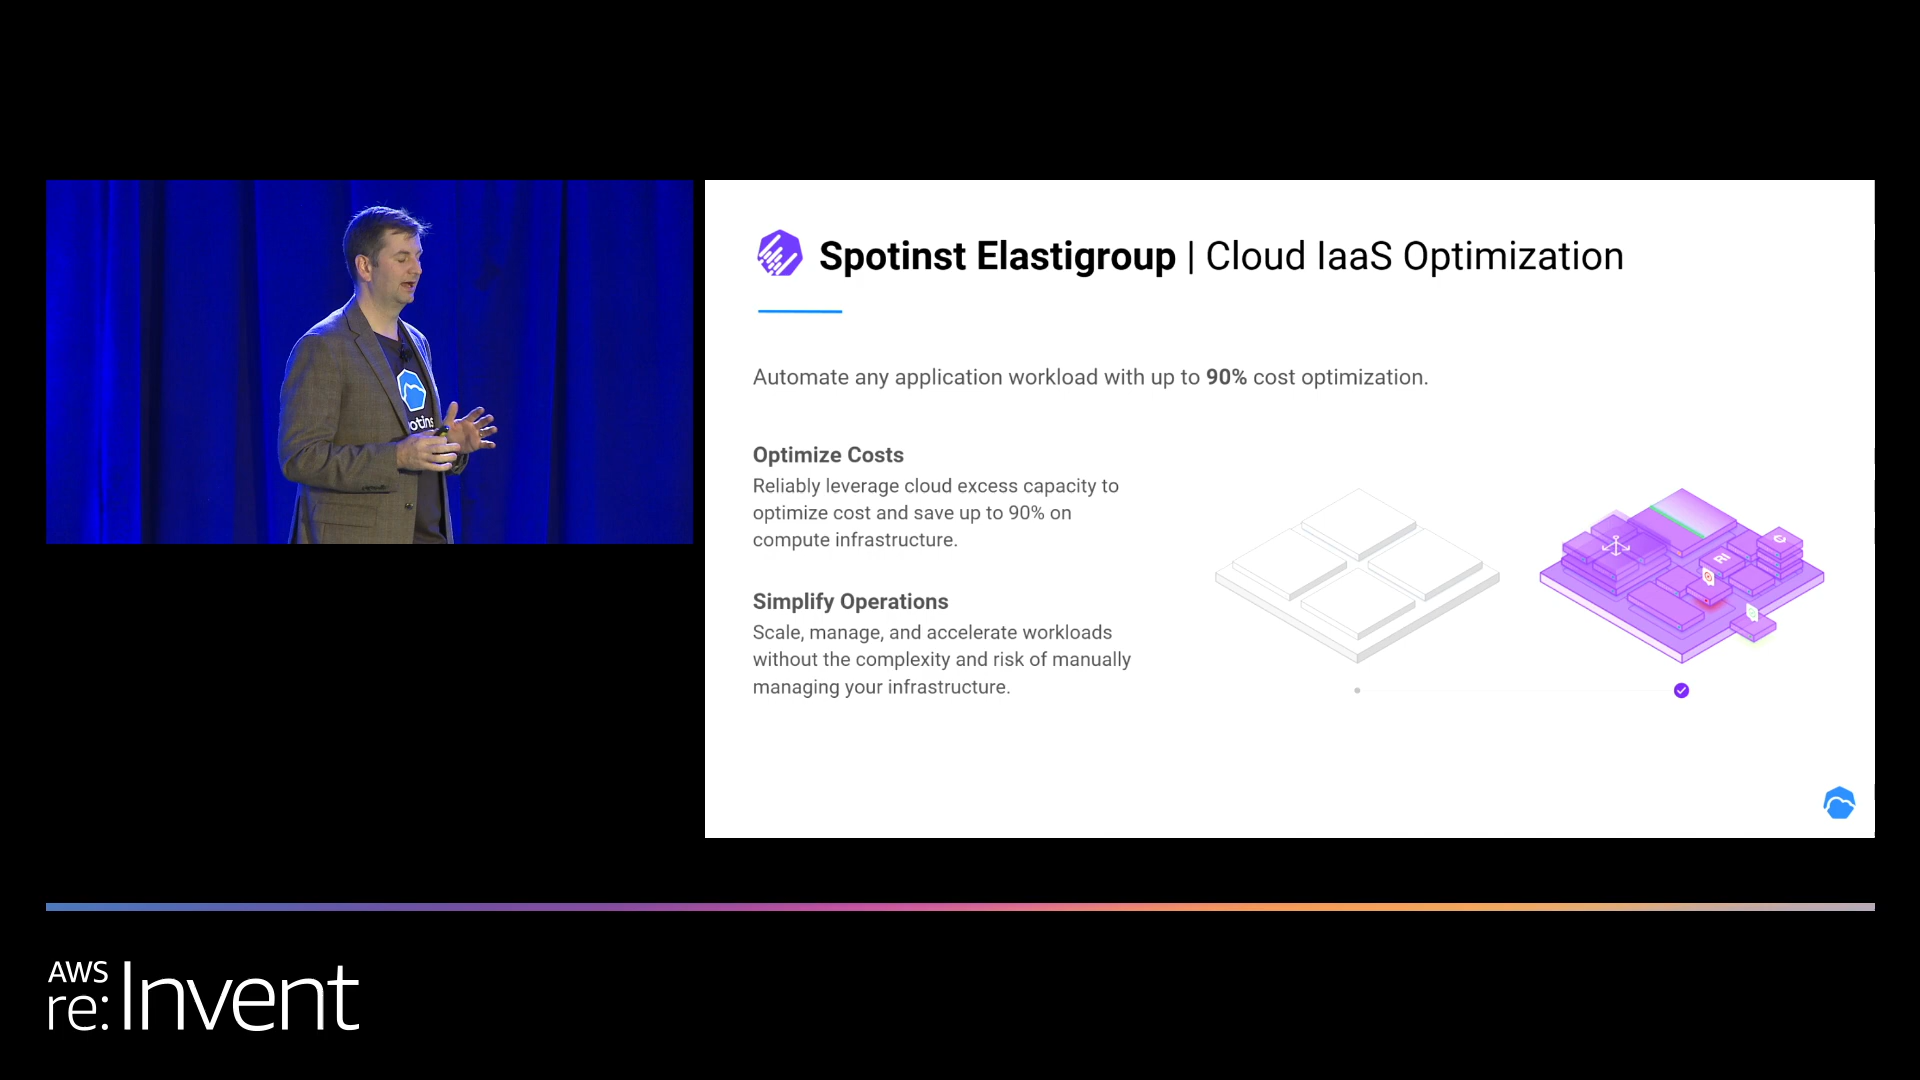 Spotinst Elastigroup | Cloud IaaS Optimization
Automate any application workload with up to 90% cost optimization.
Optimize Costs
Reliably leverage cloud excess capacity to
optimize cost and save up to 90% on
compute infrastructure.
Simplify Operations
Scale, manage, and accelerate workloads
without the complexity and risk of manually
managing your infrastructure.
RI
AWS
re:Invent